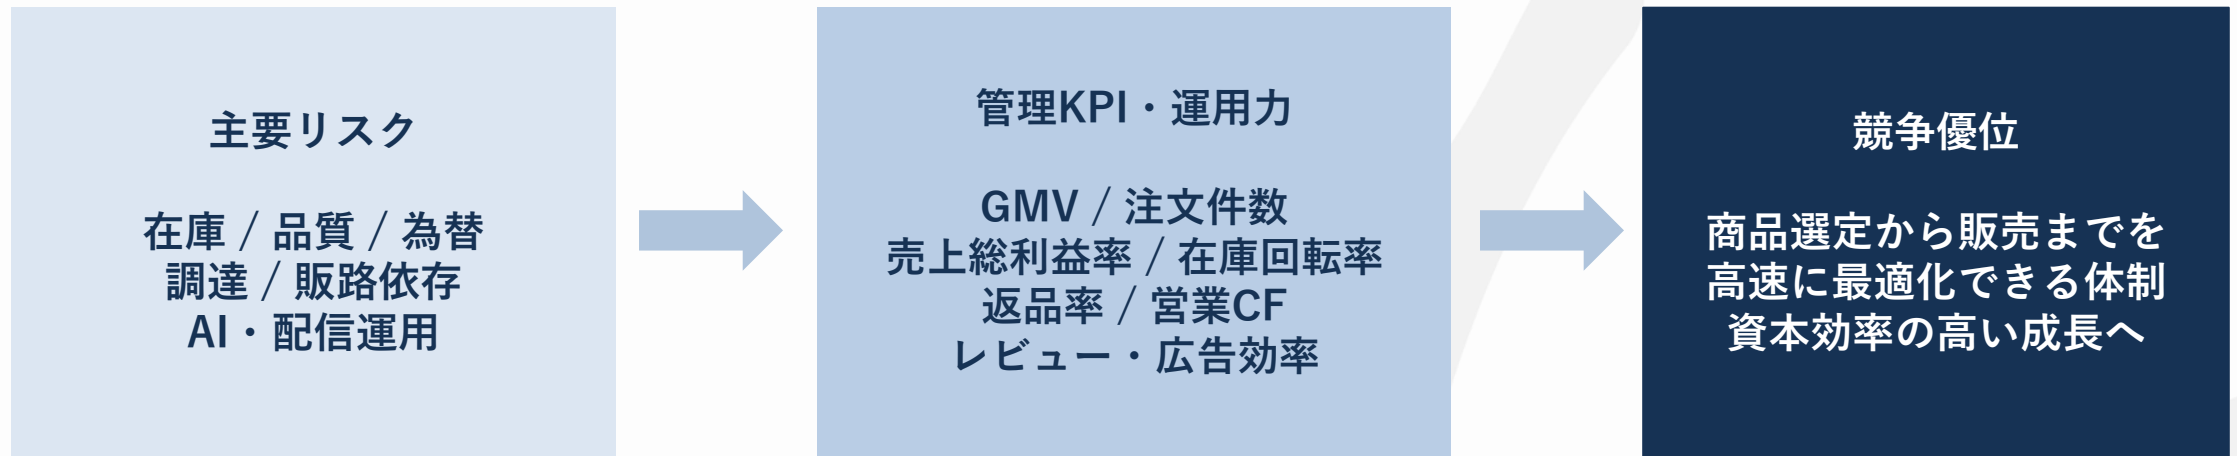 主要リスク
在庫 / 品質 / 為替
調達 / 販路依存
AI・配信運用
管理KPI・運用力
GMV / 注文件数
売上総利益率 / 在庫回転率
返品率 / 営業CF
レビュー・広告効率
競争優位
商品選定から販売までを
高速に最適化できる体制
資本効率の高い成長へ